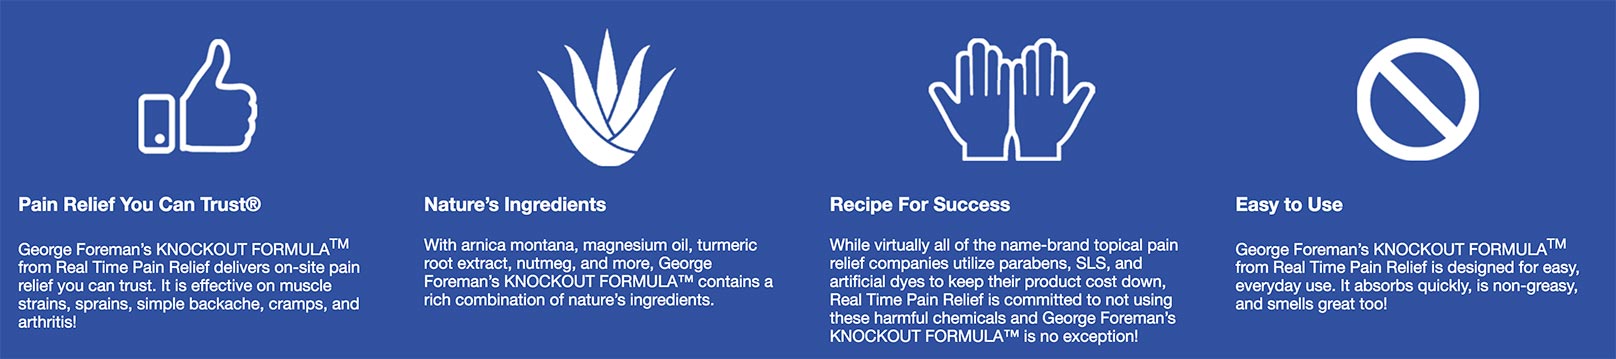 Pain Relief You Can Trust®
George Foreman's KNOCKOUT FORMULA™
from Real Time Pain Relief delivers on-site pain
relief you can trust. It is effective on muscle
strains, sprains, simple backache, cramps, and
arthritis!
Nature's Ingredients
With arnica montana, magnesium oil, turmeric
root extract, nutmeg, and more, George
Foreman's KNOCKOUT FORMULA™ contains a
rich combination of nature's ingredients.
Recipe For Success
While virtually all of the name-brand topical pain
relief companies utilize parabens, SLS, and
artificial dyes to keep their product cost down,
Real Time Pain Relief is committed to not using
these harmful chemicals and George Foreman's
KNOCKOUT FORMULA™ is no exception!
Easy to Use
George Foreman's KNOCKOUT FORMULA™
from Real Time Pain Relief is designed for easy,
everyday use. It absorbs quickly, is non-greasy,
and smells great too!